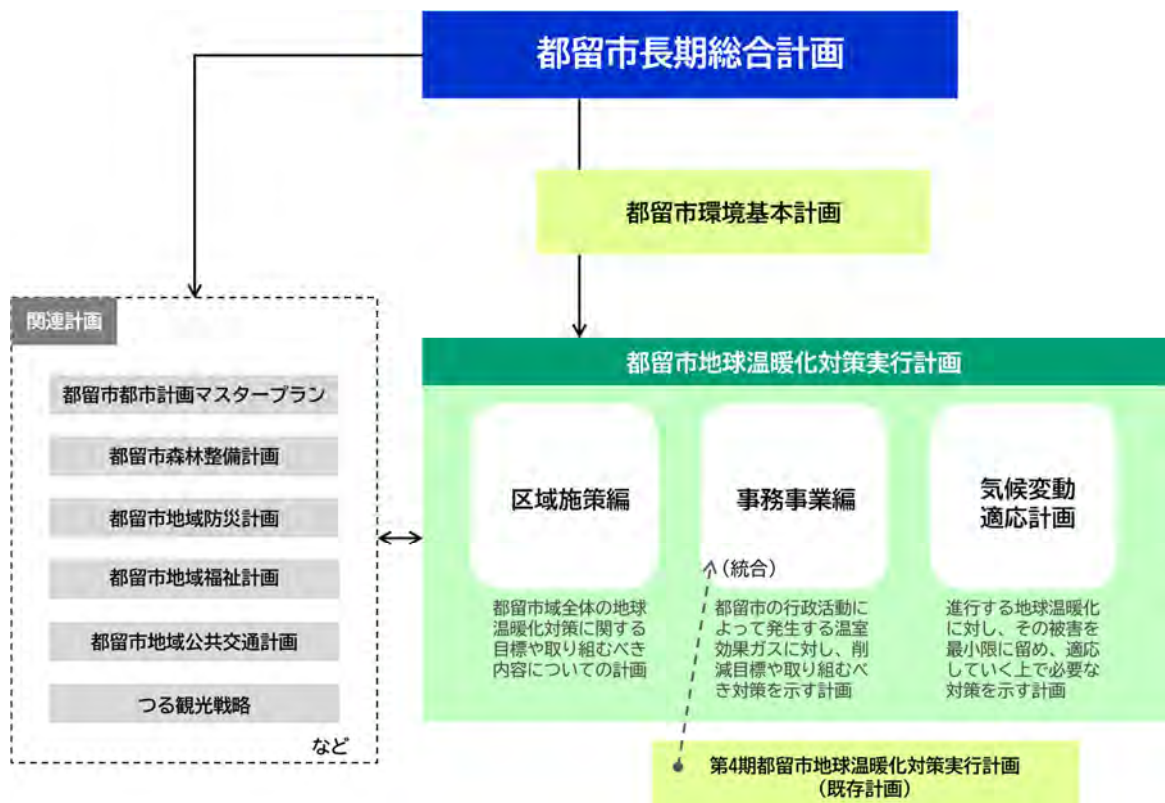 都留市長期総合計画
都留市環境基本計画
関連計画
都留市都市計画マスタープラン
都留市森林整備計画
都留市地域防災計画
都留市地域福祉計画
都留市地域公共交通計画
つる観光戦略
など
都留市地球温暖化対策実行計画
区域施策編
都留市域全体の地球
温暖化対策に関する
目標や取り組むべき
内容についての計画
事務事業編
(統合)
都留市の行政活動に
よって発生する温室
効果ガスに対し、削
減目標や取り組むべ
き対策を示す計画
気候変動
適応計画
進行する地球温暖化
に対し、その被害を
最小限に留め、適応
していく上で必要な
対策を示す計画
第4期都留市地球温暖化対策実行計画
(既存計画)